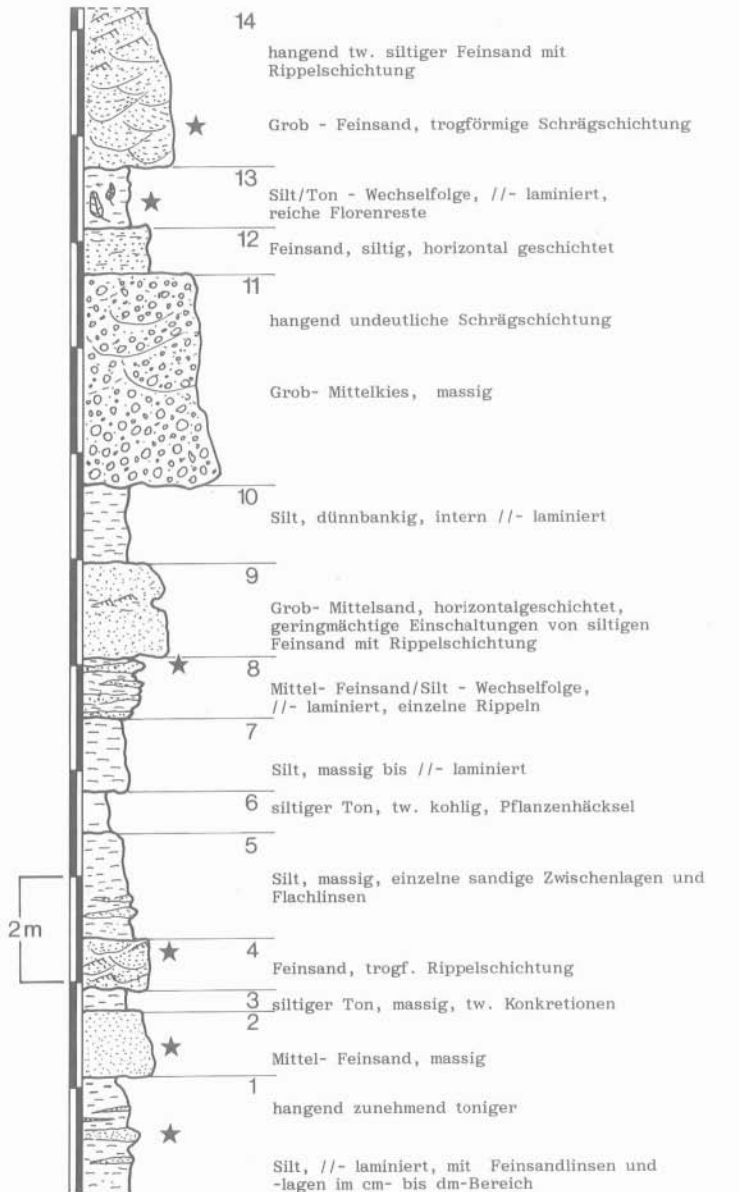 14
hangend tw. siltiger Feinsand mit
Rippelschichtung
Grob - Feinsand, trogförmige Schrägschichtung
13
Silt/Ton - Wechselfolge, //- laminiert,
reiche Florenreste
12
Feinsand, siltig, horizontal geschichtet
11
hangend undeutliche Schrägschichtung
Grob- Mittelkies, massig
10
Silt, dünnbankig, intern //- laminiert
9
Grob- Mittelsand, horizontalgeschichtet,
geringmächtige Einschaltungen von siltigen
Feinsand mit Rippelschichtung
8
Mittel- Feinsand/Silt - Wechselfolge,
//- laminiert, einzelne Rippeln
7
Silt, massig bis //- laminiert
6
siltiger Ton, tw. kohlig, Pflanzenhäcksel
5
Silt, massig, einzelne sandige Zwischenlagen und
Flachlinsen
2m
4
Feinsand, trogf. Rippelschichtung
3
siltiger Ton, massig, tw. Konkretionen
2
Mittel- Feinsand, massig
1
hangend zunehmend toniger
Silt, //- laminiert, mit Feinsandlinsen und
-lagen im cm- bis dm-Bereich